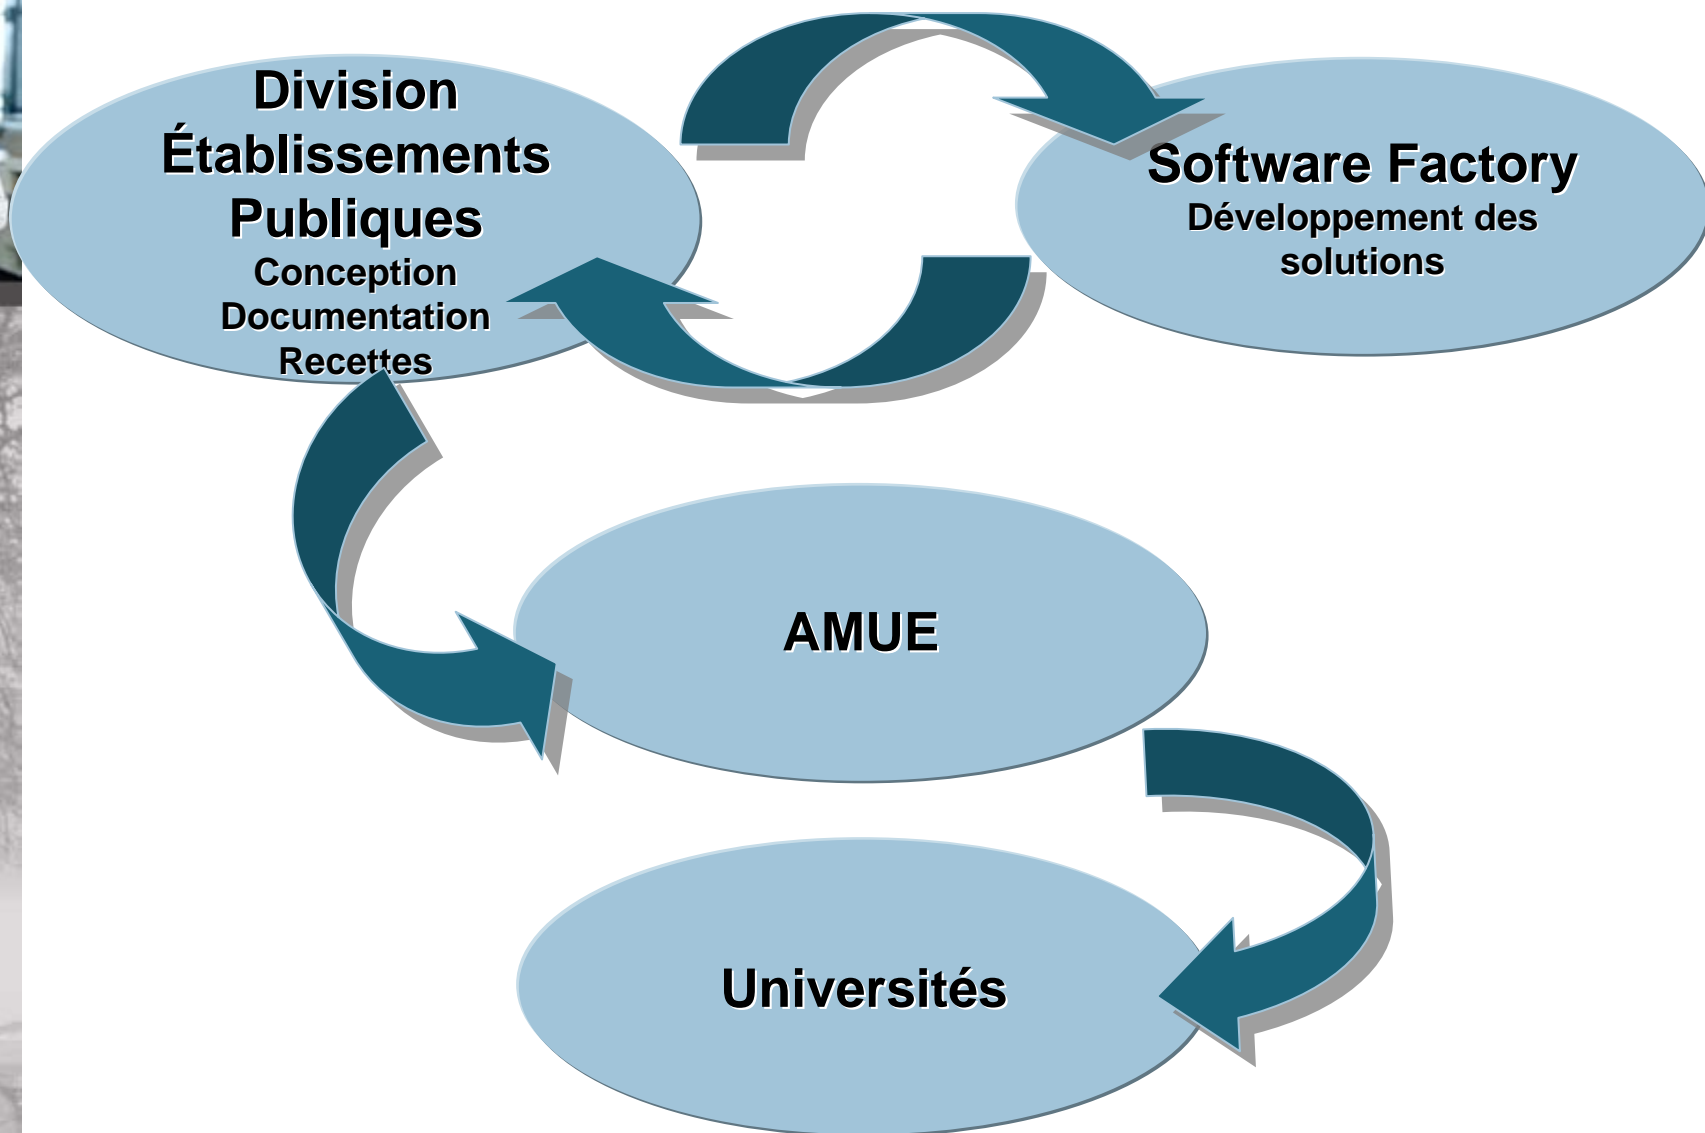 Division
Établissements
Publiques
Conception
Documentation
Recettes
Software Factory
Développement des
solutions
AMUE
Universités